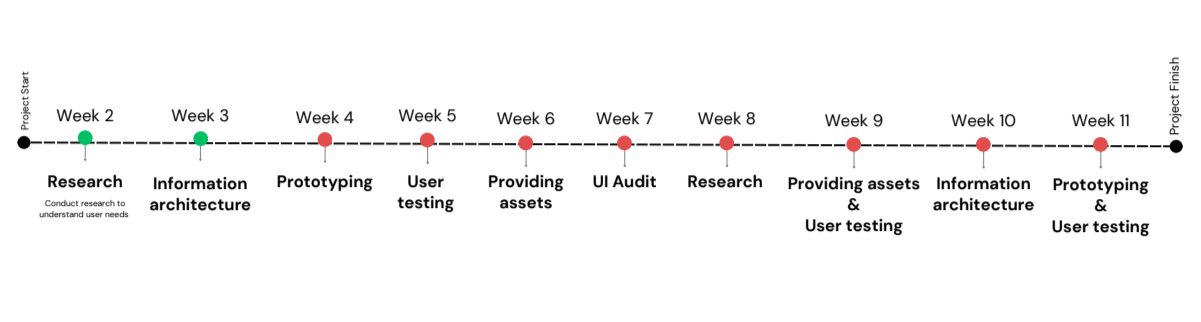 Project Start
Week 2
Week 3
Week 4
Week 5
Week 6
Week 7
Week 8
Week 9
Week 10
Week 11
Project Finish
Research
Conduct research to
understand user needs
Information
architecture
Prototyping
User
testing
Providing
assets
UI Audit
Research
Providing assets
&
User testing
Information
architecture
Prototyping
&
User testing